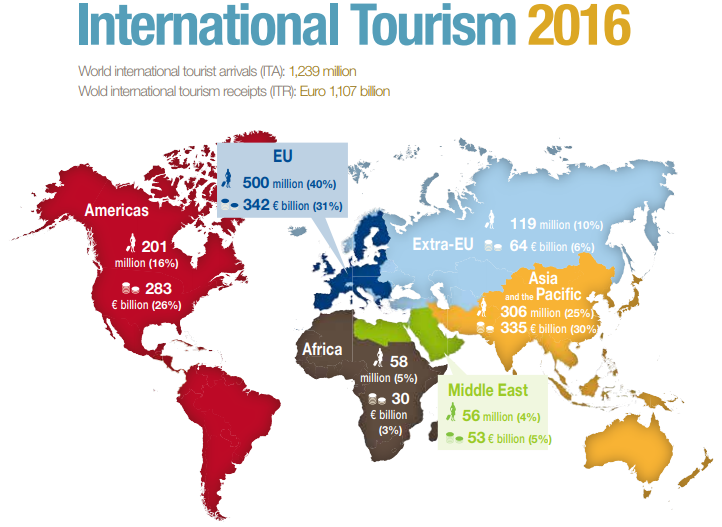 International Tourism 2016
World international tourist arrivals (ITA): 1,239 million
Wold international tourism receipts (ITR): Euro 1,107 billion
EU
500 million (40%)
342 € billion (31%)
Americas
201
million (16%)
283
€ billion (26%)
Extra-EU
119 million (10%)
64 € billion (6%)
Asia
and the Pacific
306 million (25%)
335 € billion (30%)
Africa
58
million (5%)
30
€ billion
(3%)
Middle East
56 million (4%)
53 € billion (5%)